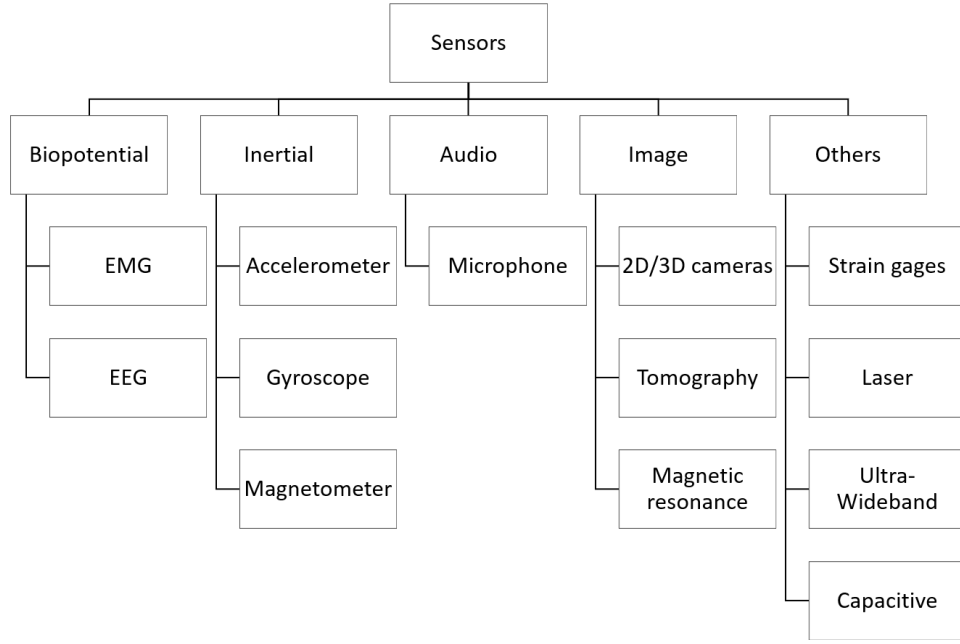 Sensors
Biopotential
Inertial
Audio
Image
Others
EMG
Accelerometer
Microphone
2D/3D cameras
Strain gages
EEG
Gyroscope
Tomography
Laser
Magnetometer
Magnetic
resonance
Ultra-
Wideband
Capacitive